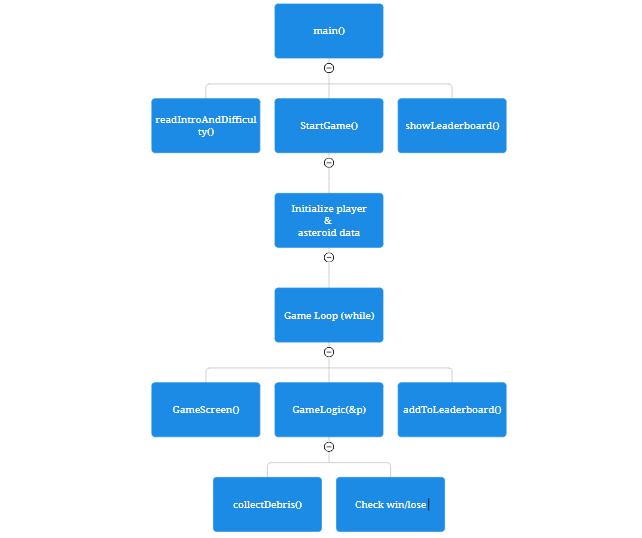 main()
readIntroAndDifficul
ty()
StartGame()
showLeaderboard()
Initialize player
&
asteroid data
Game Loop (while)
GameScreen()
GameLogic(&p)
addToLeaderboard()
collectDebris()
Check win/lose